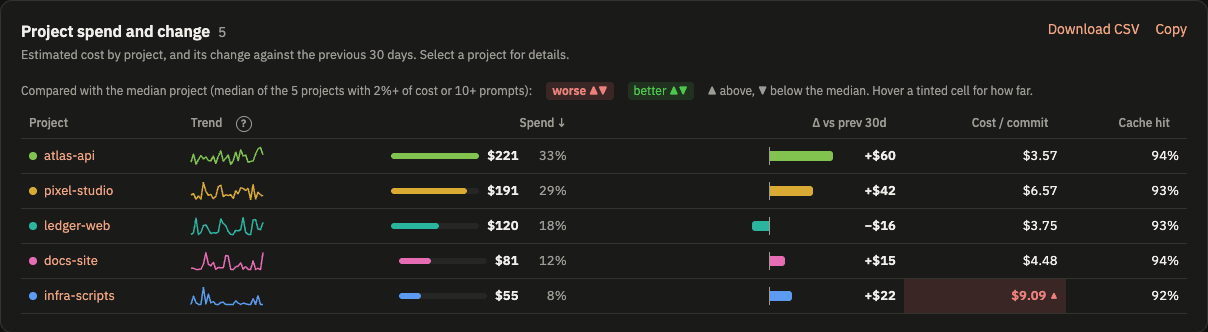 Project spend and change 5 Download CSV Copy
Estimated cost by project, and its change against the previous 30 days. Select a project for details.
Compared with the median project (median of the 5 projects with 2%+ of cost or 10+ prompts): worse ▲▼ better ▲▼ ▲ above, ▼ below the median. Hover a tinted cell for how far.
Project Trend ? Spend ↓ Δ vs prev 30d Cost / commit Cache hit
atlas-api $221 33% +$60 $3.57 94%
pixel-studio $191 29% +$42 $6.57 93%
ledger-web $120 18% −$16 $3.75 93%
docs-site $81 12% +$15 $4.48 94%
infra-scripts $55 8% +$22 $9.09 ▲ 92%